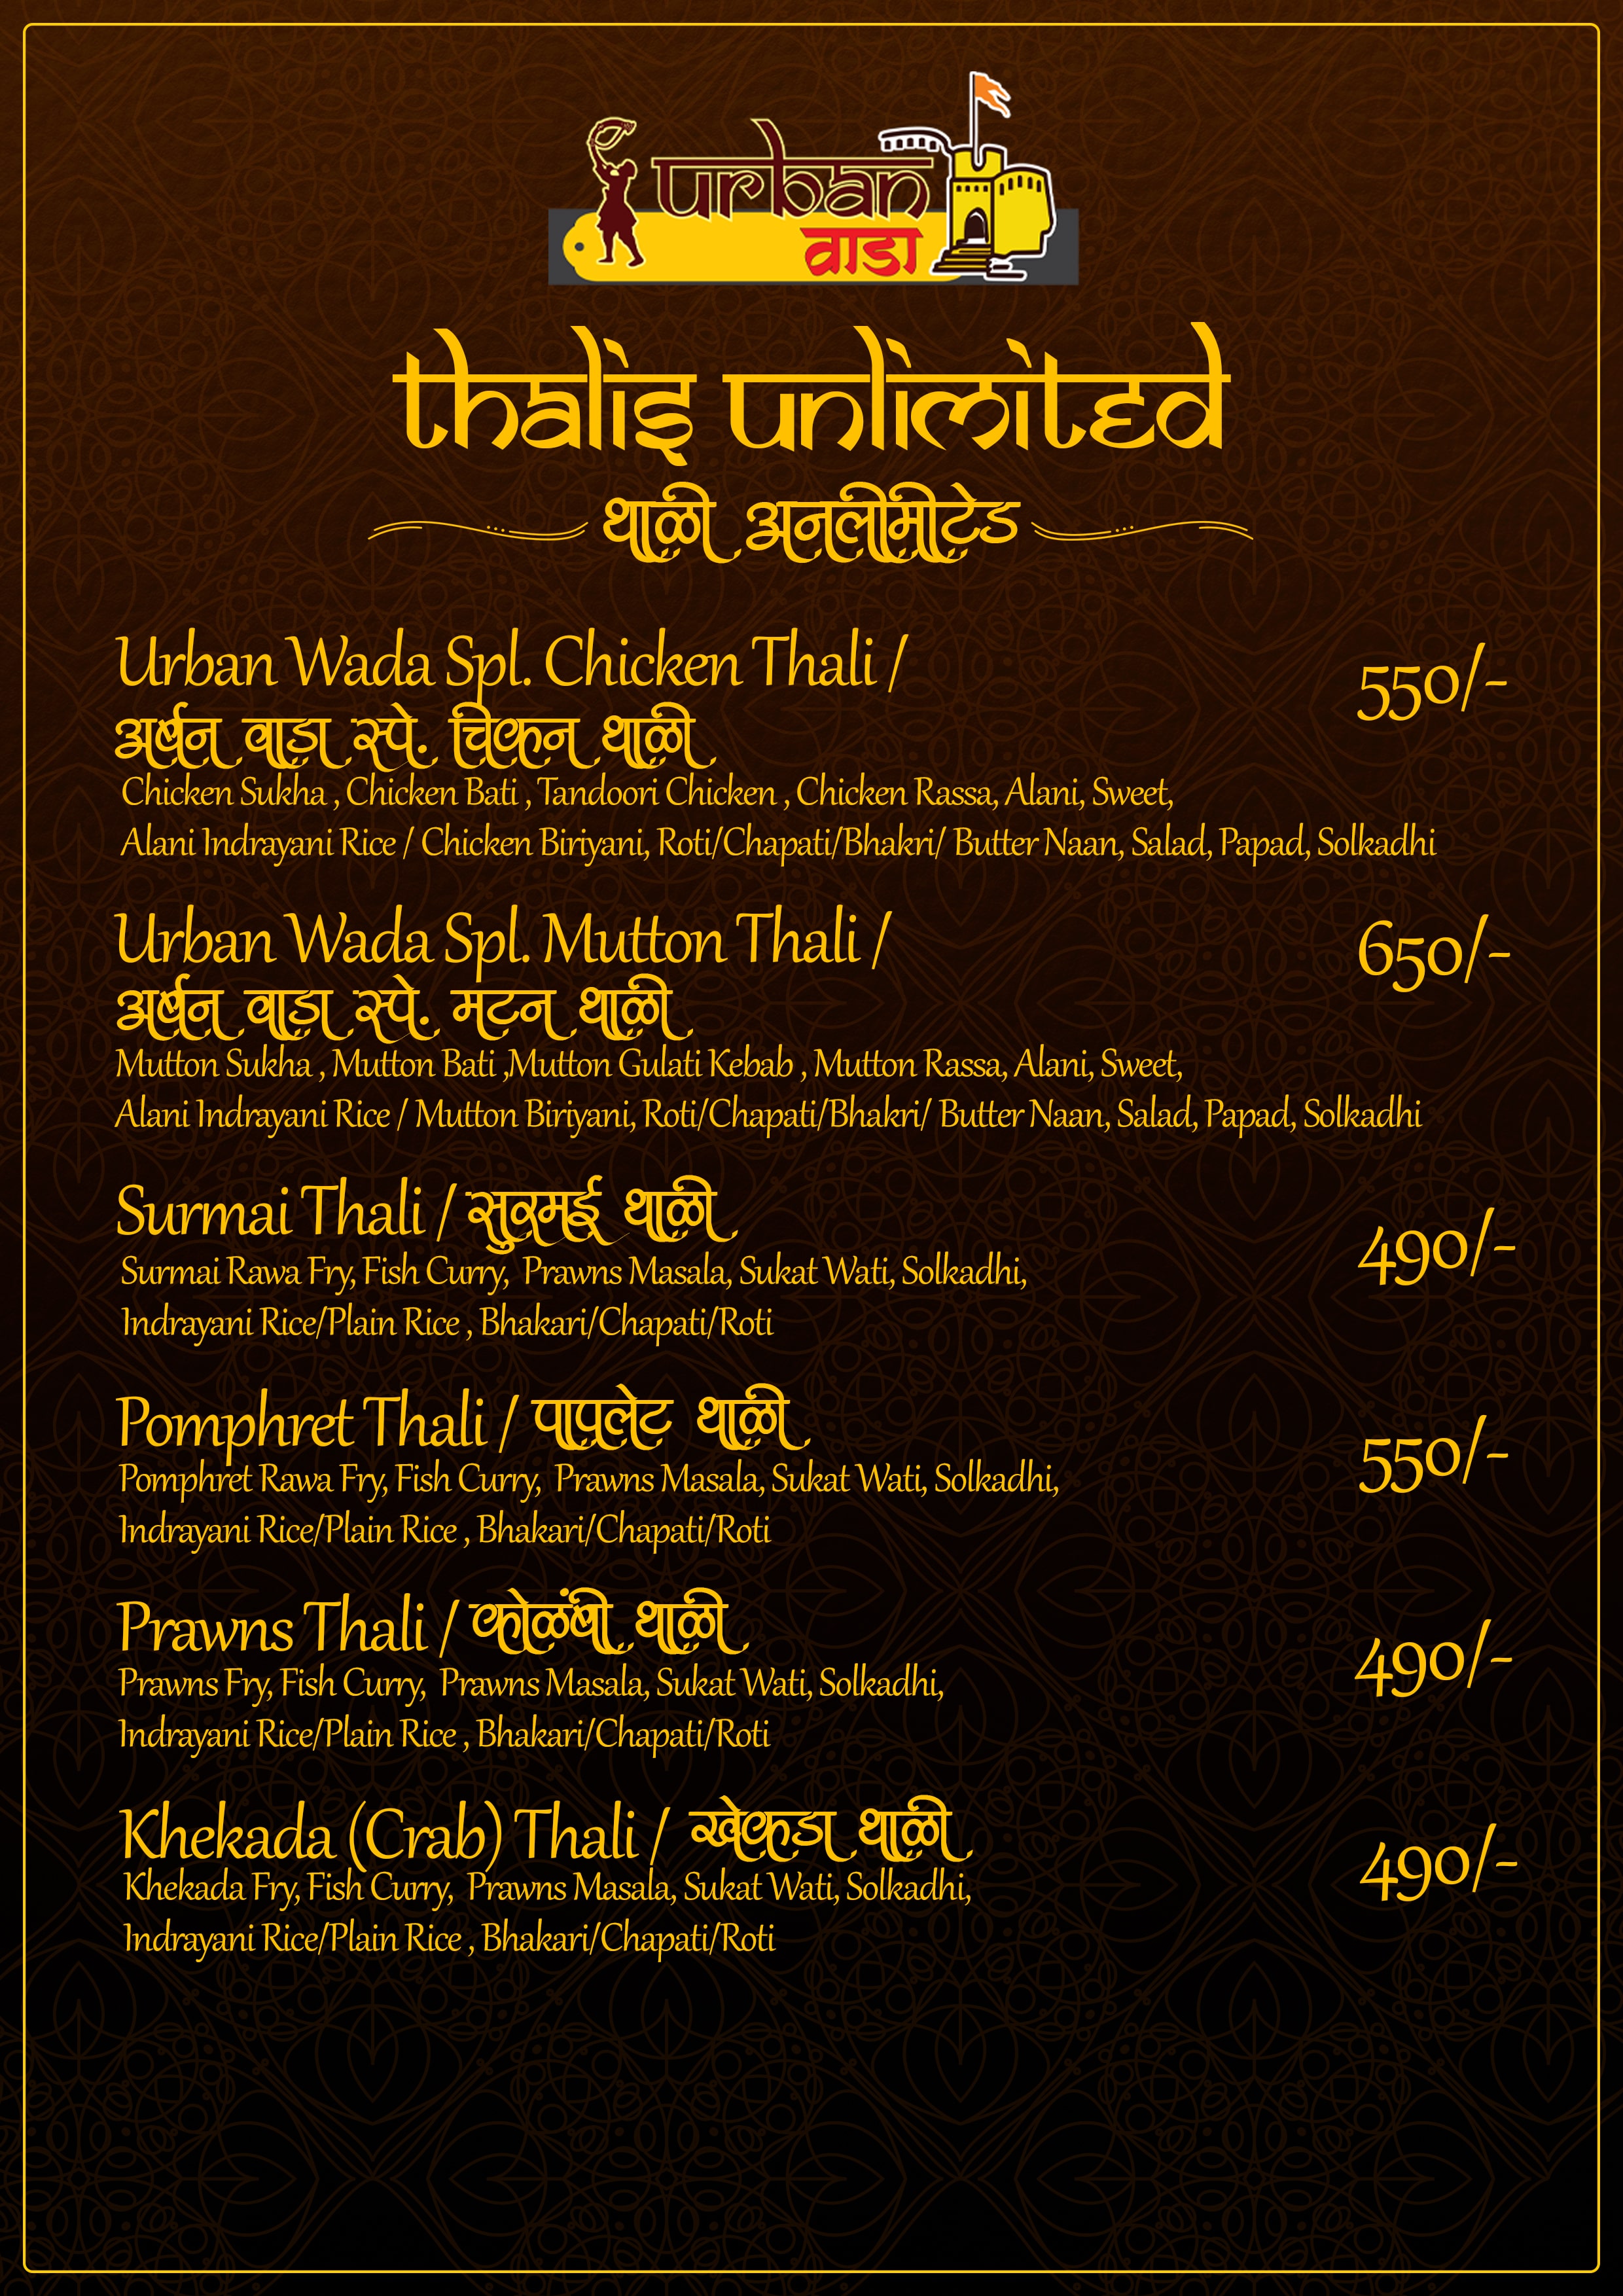 urban
वाडा
thalis unlimited
थाळी अनलीमीटेड
Urban Wada Spl. Chicken Thali / 550/-
अर्बन वाडा स्पे. चिकन थाळी
Chicken Sukha , Chicken Bati , Tandoori Chicken , Chicken Rassa, Alani, Sweet,
Alani Indrayani Rice / Chicken Biriyani, Roti/Chapati/Bhakri/ Butter Naan, Salad, Papad, Solkadhi
Urban Wada Spl. Mutton Thali / 650/-
अर्बन वाडा स्पे. मटन थाळी
Mutton Sukha , Mutton Bati ,Mutton Gulati Kebab , Mutton Rassa, Alani, Sweet,
Alani Indrayani Rice / Mutton Biriyani, Roti/Chapati/Bhakri/ Butter Naan, Salad, Papad, Solkadhi
Surmai Thali / सुरमई थाळी 490/-
Surmai Rawa Fry, Fish Curry, Prawns Masala, Sukat Wati, Solkadhi,
Indrayani Rice/Plain Rice , Bhakari/Chapati/Roti
Pomphret Thali / पापलेट थाळी 550/-
Pomphret Rawa Fry, Fish Curry, Prawns Masala, Sukat Wati, Solkadhi,
Indrayani Rice/Plain Rice , Bhakari/Chapati/Roti
Prawns Thali / कोळंबी थाळी 490/-
Prawns Fry, Fish Curry, Prawns Masala, Sukat Wati, Solkadhi,
Indrayani Rice/Plain Rice , Bhakari/Chapati/Roti
Khekada (Crab) Thali / खेकडा थाळी 490/-
Khekada Fry, Fish Curry, Prawns Masala, Sukat Wati, Solkadhi,
Indrayani Rice/Plain Rice , Bhakari/Chapati/Roti